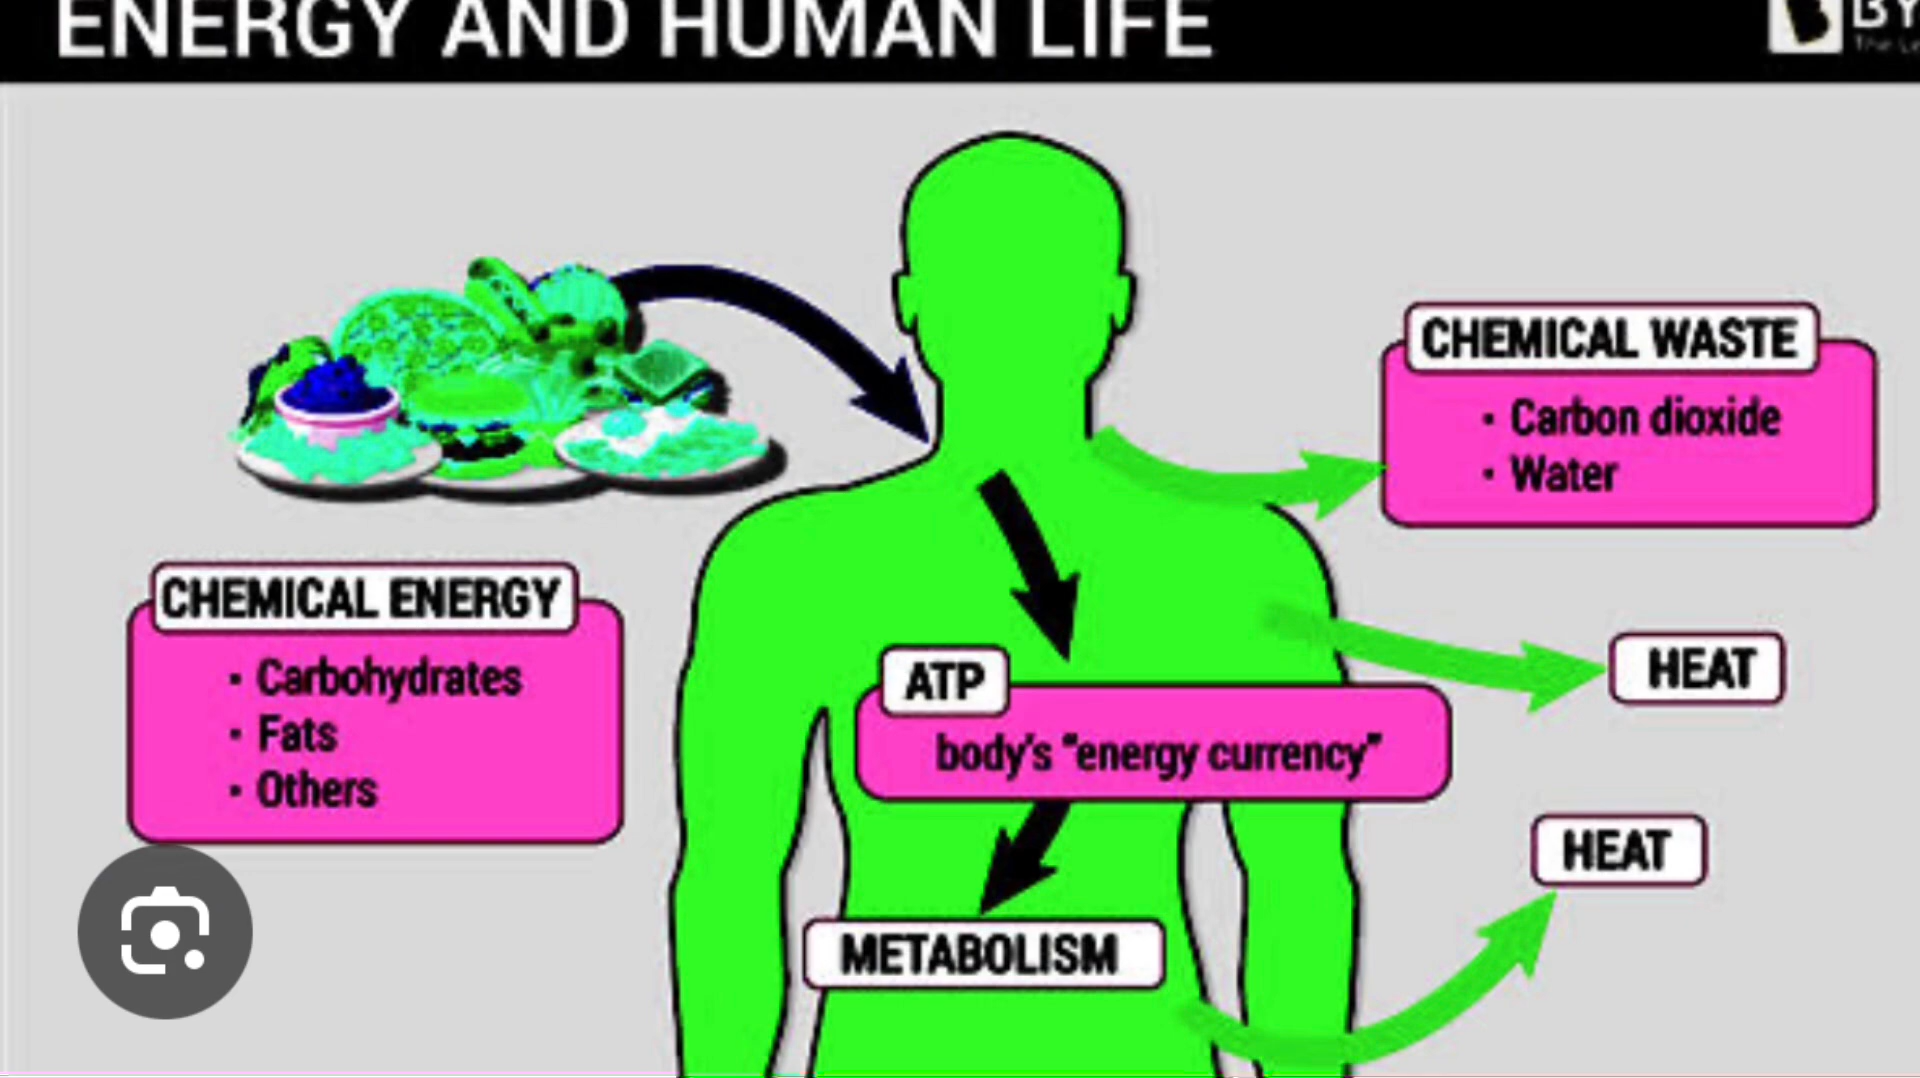 ENERGY AND HUMAN LIFE
BY
CHEMICAL WASTE
· Carbon dioxide
· Water
CHEMICAL ENERGY
· Carbohydrates
· Fats
· Others
ATP
body's "energy currency"
HEAT
HEAT
METABOLISM